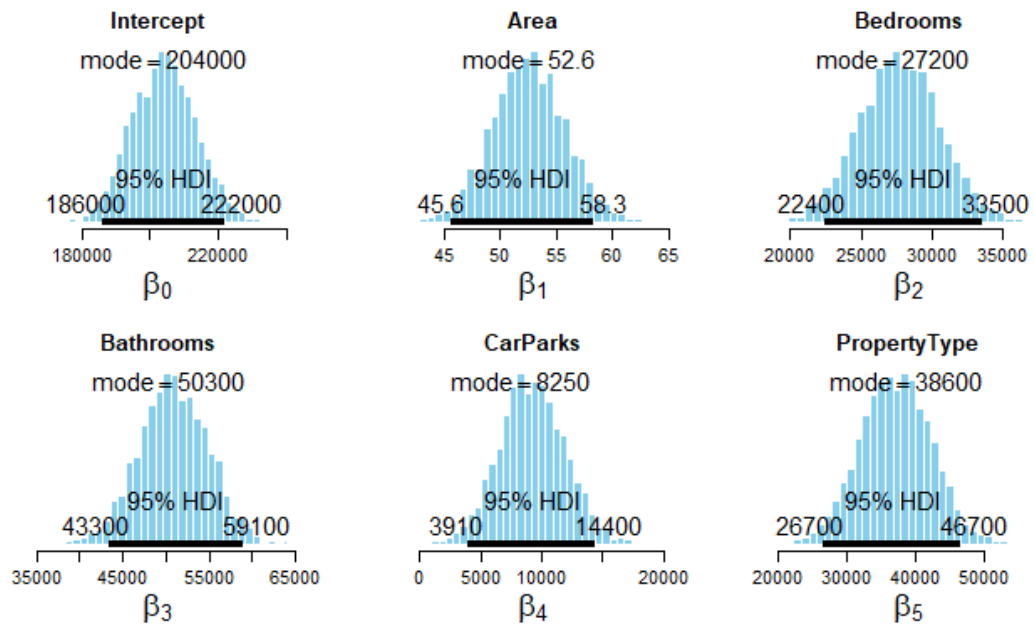 Intercept
mode = 204000
95% HDI
186000 222000
180000 220000
β0
Area
mode = 52.6
95% HDI
45.6 58.3
45 50 55 60 65
β1
Bedrooms
mode = 27200
95% HDI
22400 33500
20000 25000 30000 35000
β2
Bathrooms
mode = 50300
95% HDI
43300 59100
35000 45000 55000 65000
β3
CarParks
mode = 8250
95% HDI
3910 14400
0 5000 10000 20000
β4
PropertyType
mode = 38600
95% HDI
26700 46700
20000 30000 40000 50000
β5